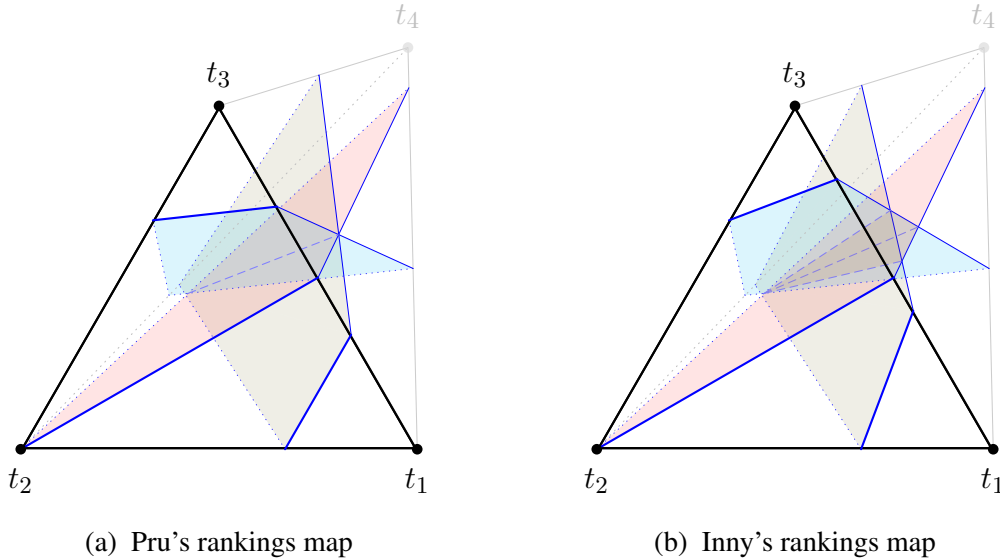 t₄ t₄
t₃ t₃
t₂ t₁ t₂ t₁
(a) Pru's rankings map (b) Inny's rankings map